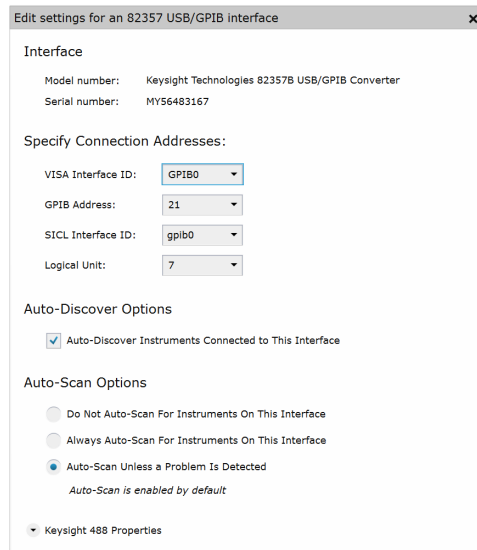 Edit settings for an 82357 USB/GPIB interface
Interface
Model number: Keysight Technologies 82357B USB/GPIB Converter
Serial number: MY56483167
Specify Connection Addresses:
VISA Interface ID: GPIB0
GPIB Address: 21
SICL Interface ID: gpib0
Logical Unit: 7
Auto-Discover Options
Auto-Discover Instruments Connected to This Interface
Auto-Scan Options
Do Not Auto-Scan For Instruments On This Interface
Always Auto-Scan For Instruments On This Interface
Auto-Scan Unless a Problem Is Detected
Auto-Scan is enabled by default
Keysight 488 Properties